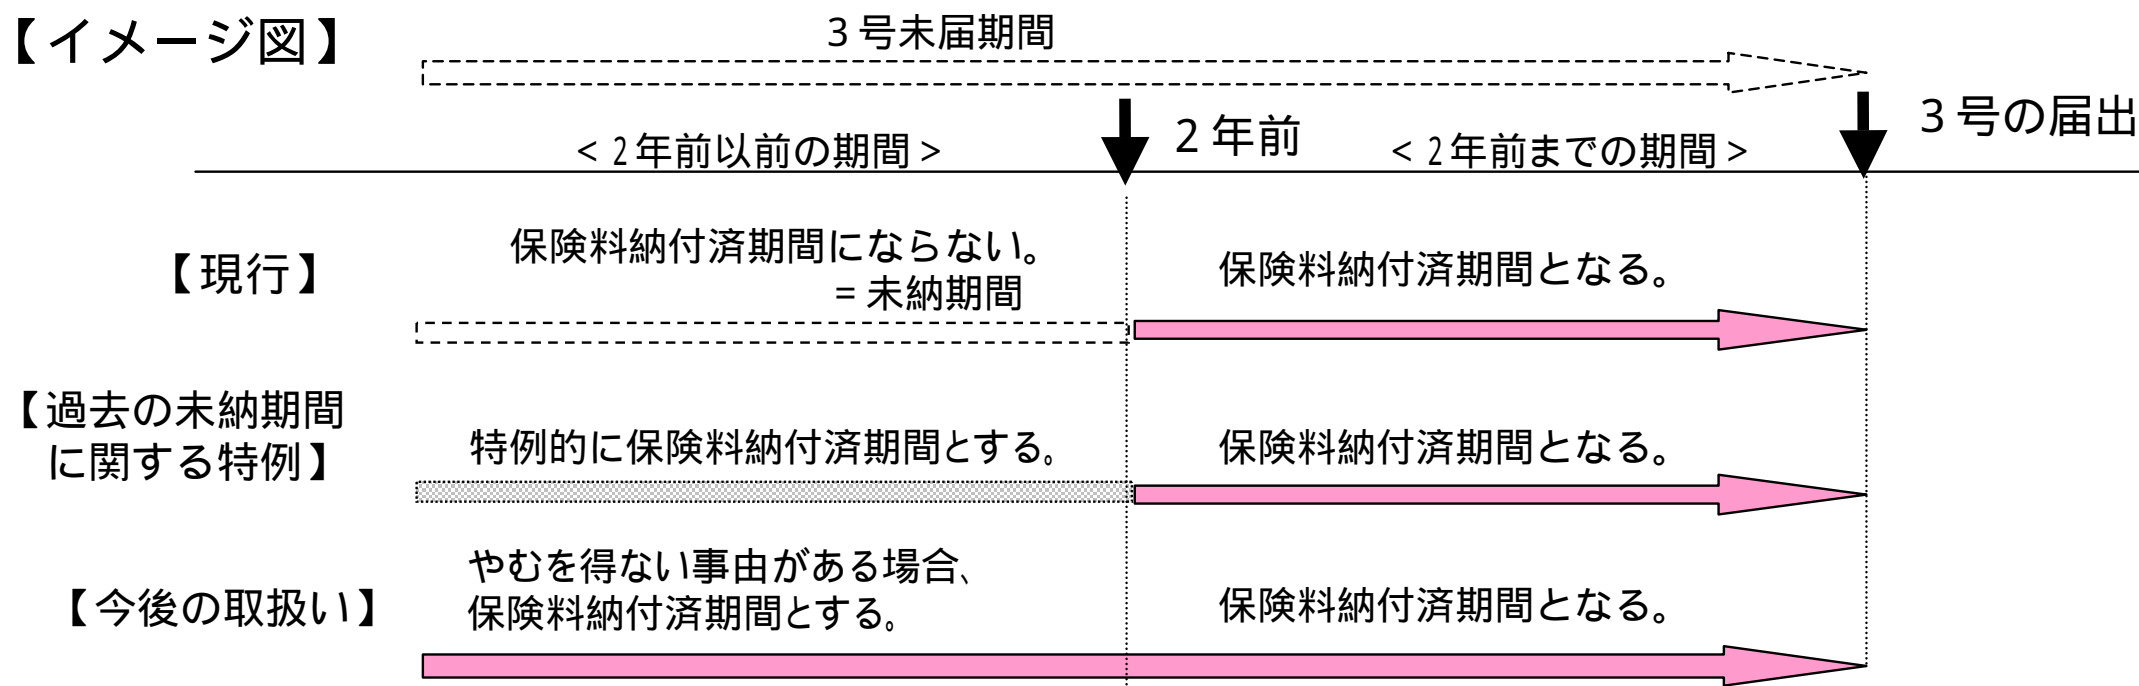 【イメージ図】
3号未届期間
<2年前以前の期間>
2年前
<2年前までの期間>
3号の届出
【現行】
保険料納付済期間にならない。
=未納期間
保険料納付済期間となる。
【過去の未納期間
に関する特例】
特例的に保険料納付済期間とする。
保険料納付済期間となる。
【今後の取扱い】
やむを得ない事由がある場合、
保険料納付済期間とする。
保険料納付済期間となる。